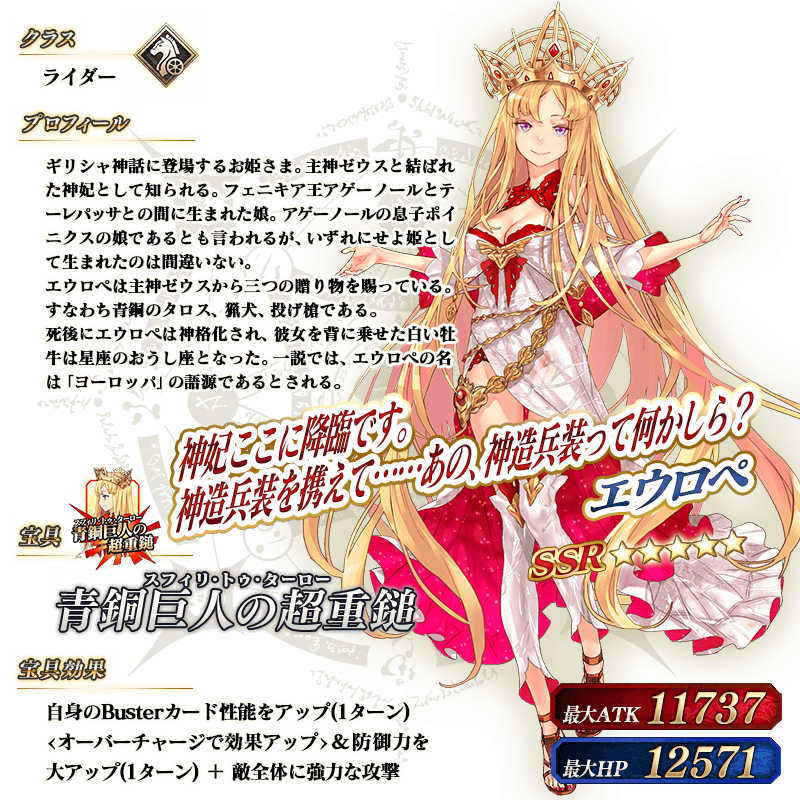 クラス
ライダー
プロフィール
ギリシャ神話に登場するお姫さま。主神ゼウスと結ばれ
た神妃として知られる。フェニキア王アゲーノールとテ
ーレパッサとの間に生まれた娘。アゲーノールの息子ポイ
ニクスの娘であるとも言われるが、いずれにせよ姫とし
て生まれたのは間違いない。
エウロペは主神ゼウスから三つの贈り物を賜っている。
すなわち青銅のタロス、猟犬、投げ槍である。
死後にエウロペは神格化され、彼女を背に乗せた白い牡
牛は星座のおうし座となった。一説では、エウロペの名
は「ヨーロッパ」の語源であるとされる。
神妃ここに降臨です。
神造兵装を携えて……あの、神造兵装って何かしら?
エウロペ
SSR ★★★★★
宝具
スフィリ・トゥ・ターロー
青銅巨人の
超重鎚
スフィリ・トゥ・ターロー
青銅巨人の超重鎚
宝具効果
自身のBusterカード性能をアップ(1ターン)
<オーバーチャージで効果アップ>&防御力を
大アップ(1ターン) + 敵全体に強力な攻撃
最大ATK 11737
最大HP 12571